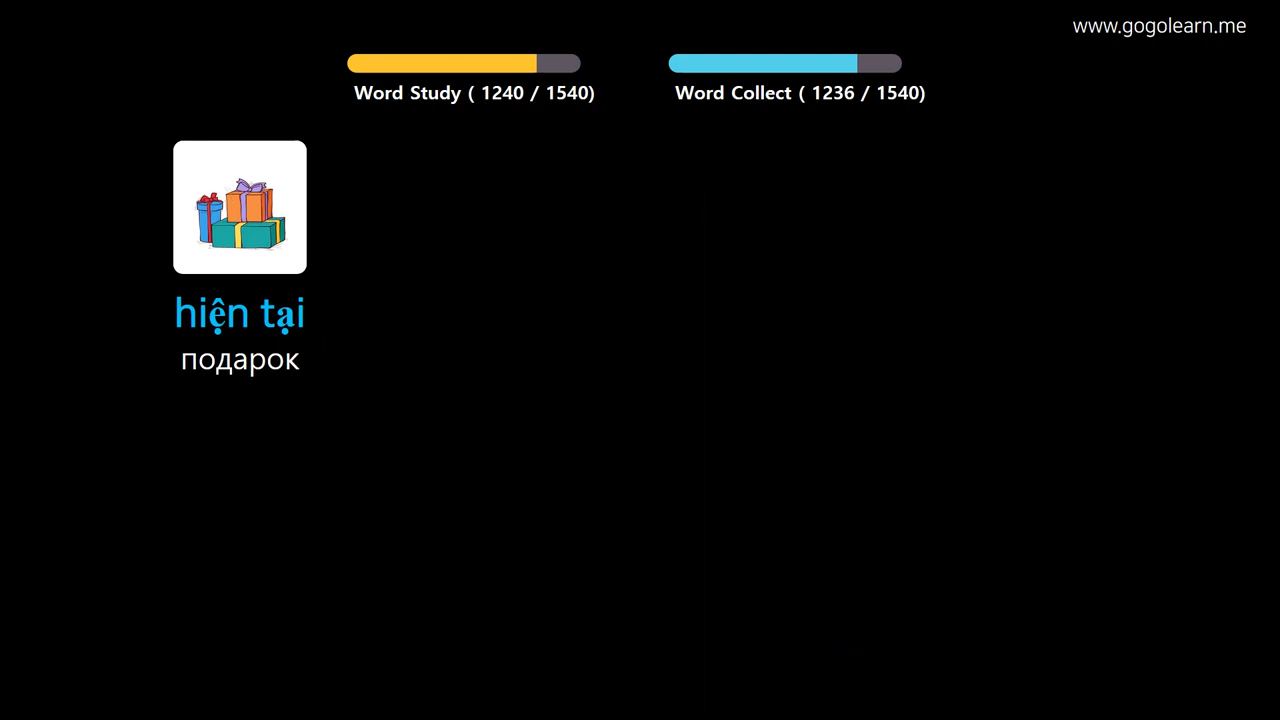 www.gogolearn.me
Word Study ( 1240 / 1540)
Word Collect ( 1236 / 1540)
hiện tại
подарок